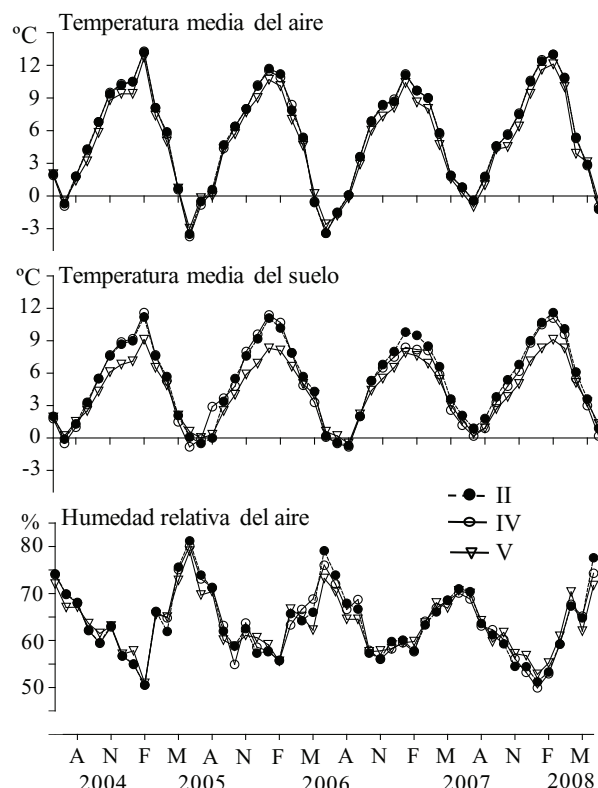 Temperatura media del aire
ºC
12
9
6
3
0
-3
Temperatura media del suelo
ºC
12
9
6
3
0
-3
Humedad relativa del aire
%
80
70
60
50
II
IV
V
A N F M A N F M A N F M A N F M
2004 2005 2006 2007 2008